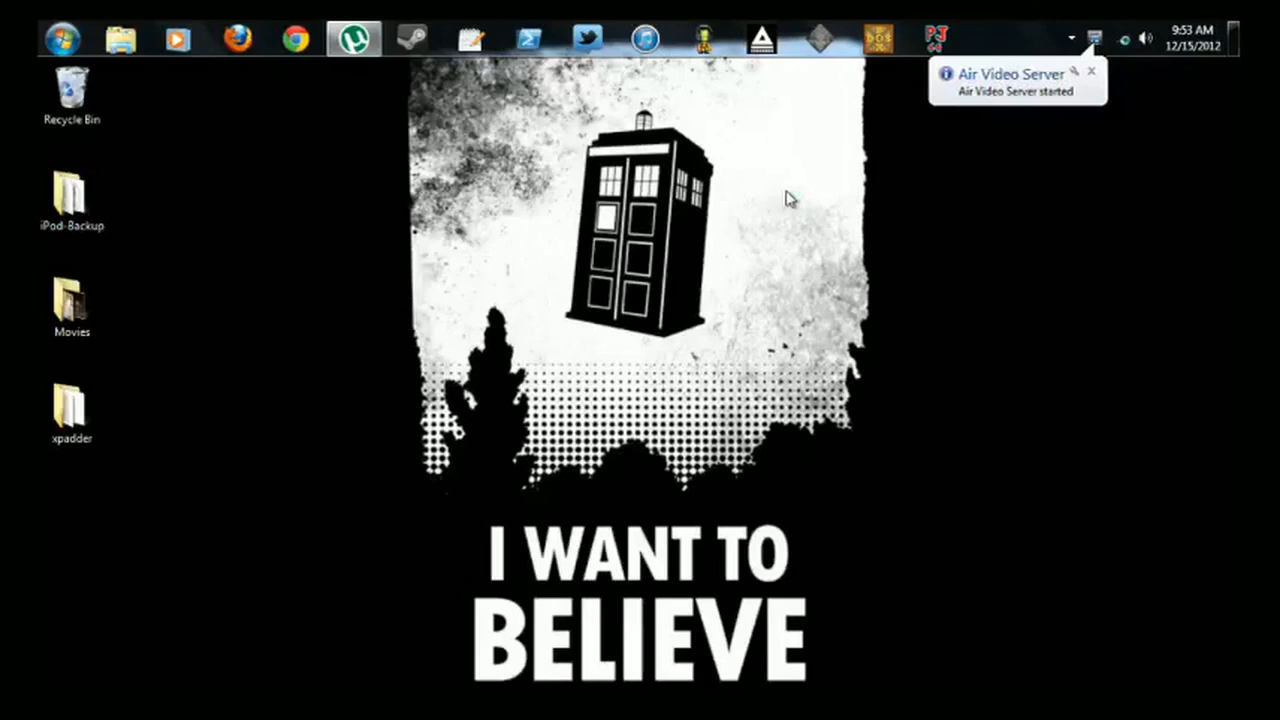 9:53 AM
12/15/2012
Air Video Server
Air Video Server started
Recycle Bin
iPod-Backup
Movies
xpadder
I WANT TO
BELIEVE